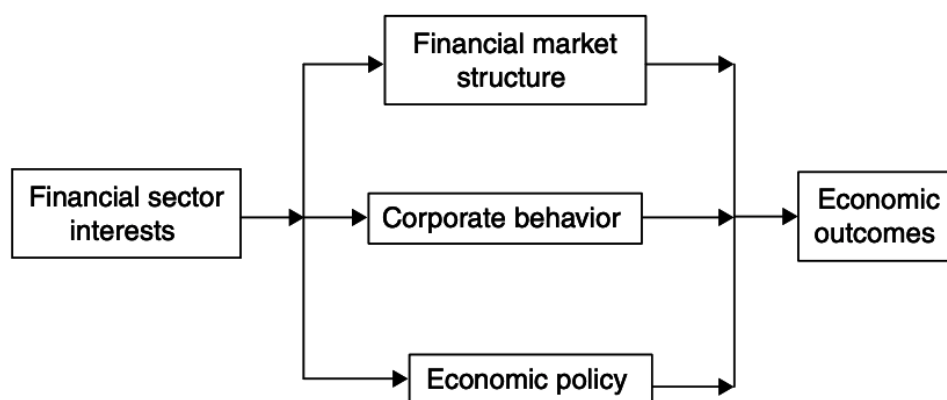 Financial market
structure
Financial sector
interests
Corporate behavior
Economic
outcomes
Economic policy